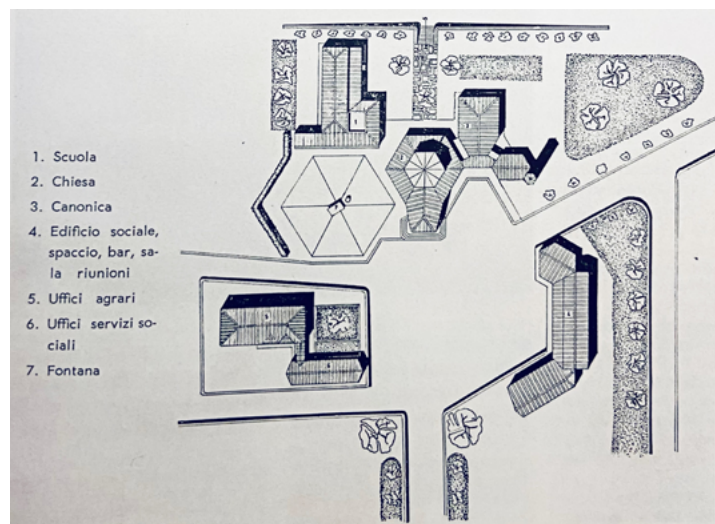 1. Scuola
2. Chiesa
3. Canonica
4. Edificio sociale,
spaccio, bar, sa-
la riunioni
5. Uffici agrari
6. Uffici servizi so-
ciali
7. Fontana